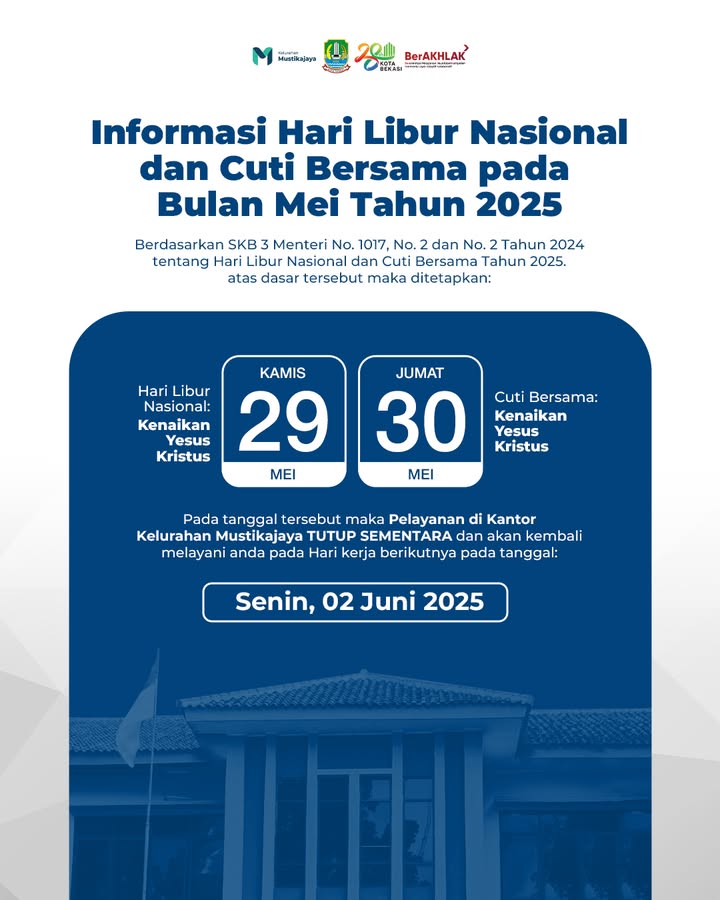 Kelurahan
Mustikajaya
28
KOTA
BEKASI
BerAKHLAK
Informasi Hari Libur Nasional
dan Cuti Bersama pada
Bulan Mei Tahun 2025
Berdasarkan SKB 3 Menteri No. 1017, No. 2 dan No. 2 Tahun 2024
tentang Hari Libur Nasional dan Cuti Bersama Tahun 2025.
atas dasar tersebut maka ditetapkan:
Hari Libur
Nasional:
Kenaikan
Yesus
Kristus
KAMIS
29
MEI
JUMAT
30
MEI
Cuti Bersama:
Kenaikan
Yesus
Kristus
Pada tanggal tersebut maka Pelayanan di Kantor
Kelurahan Mustikajaya TUTUP SEMENTARA dan akan kembali
melayani anda pada Hari kerja berikutnya pada tanggal:
Senin, 02 Juni 2025